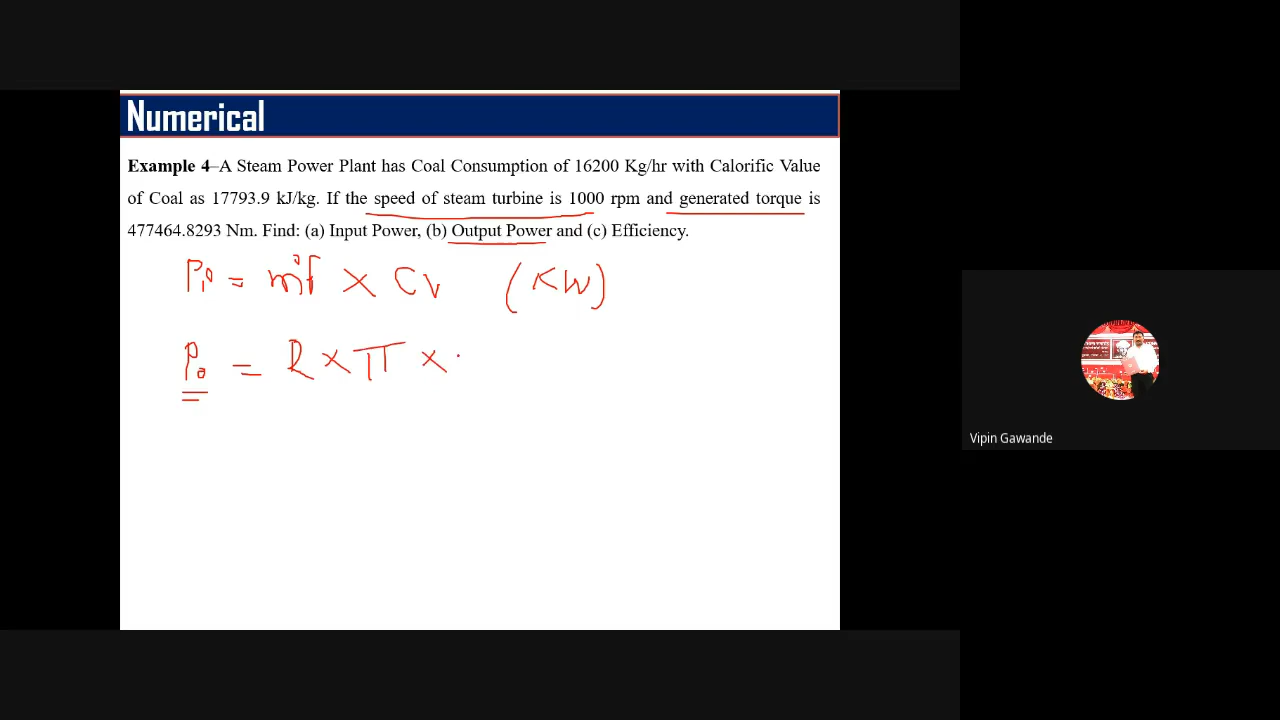 Numerical
Example 4–A Steam Power Plant has Coal Consumption of 16200 Kg/hr with Calorific Value
of Coal as 17793.9 kJ/kg. If the speed of steam turbine is 1000 rpm and generated torque is
477464.8293 Nm. Find: (a) Input Power, (b) Output Power and (c) Efficiency.
Pi = ṁf × Cv (KW)
Po = 2 × π ×
Vipin Gawande